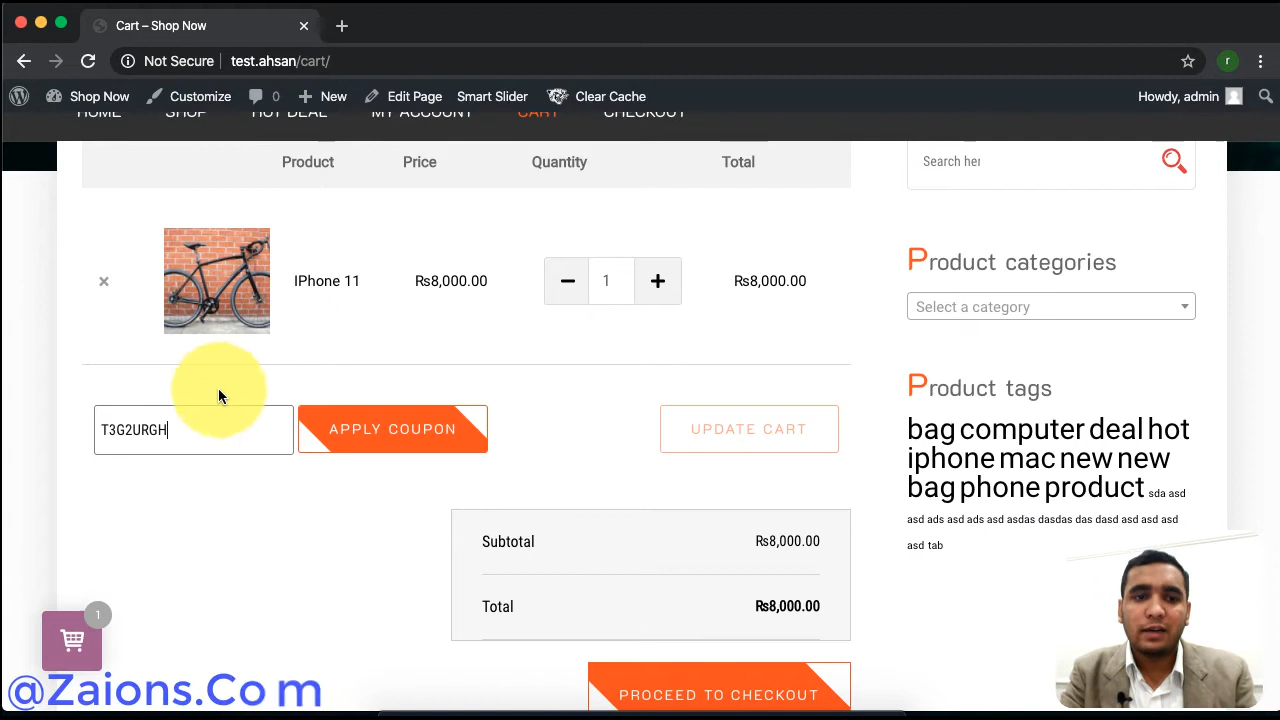 Cart – Shop Now
Not Secure
test.ahsan/cart/
r
Shop Now
Customize
0
New
Edit Page
Smart Slider
Clear Cache
Howdy, admin
HOME
SHOP
HOT DEAL
MY ACCOUNT
CART
CHECKOUT
Product
Price
Quantity
Total
Search her
IPhone 11
₨8,000.00
1
₨8,000.00
Product categories
Select a category
T3G2URGH
APPLY COUPON
UPDATE CART
Product tags
bag computer deal hot
iphone mac new new
bag phone product sda asd
asd ads asd ads asd asdas dasdas das dasd asd asd asd
asd tab
Subtotal
₨8,000.00
Total
₨8,000.00
1
PROCEED TO CHECKOUT
@Zaions.Co m